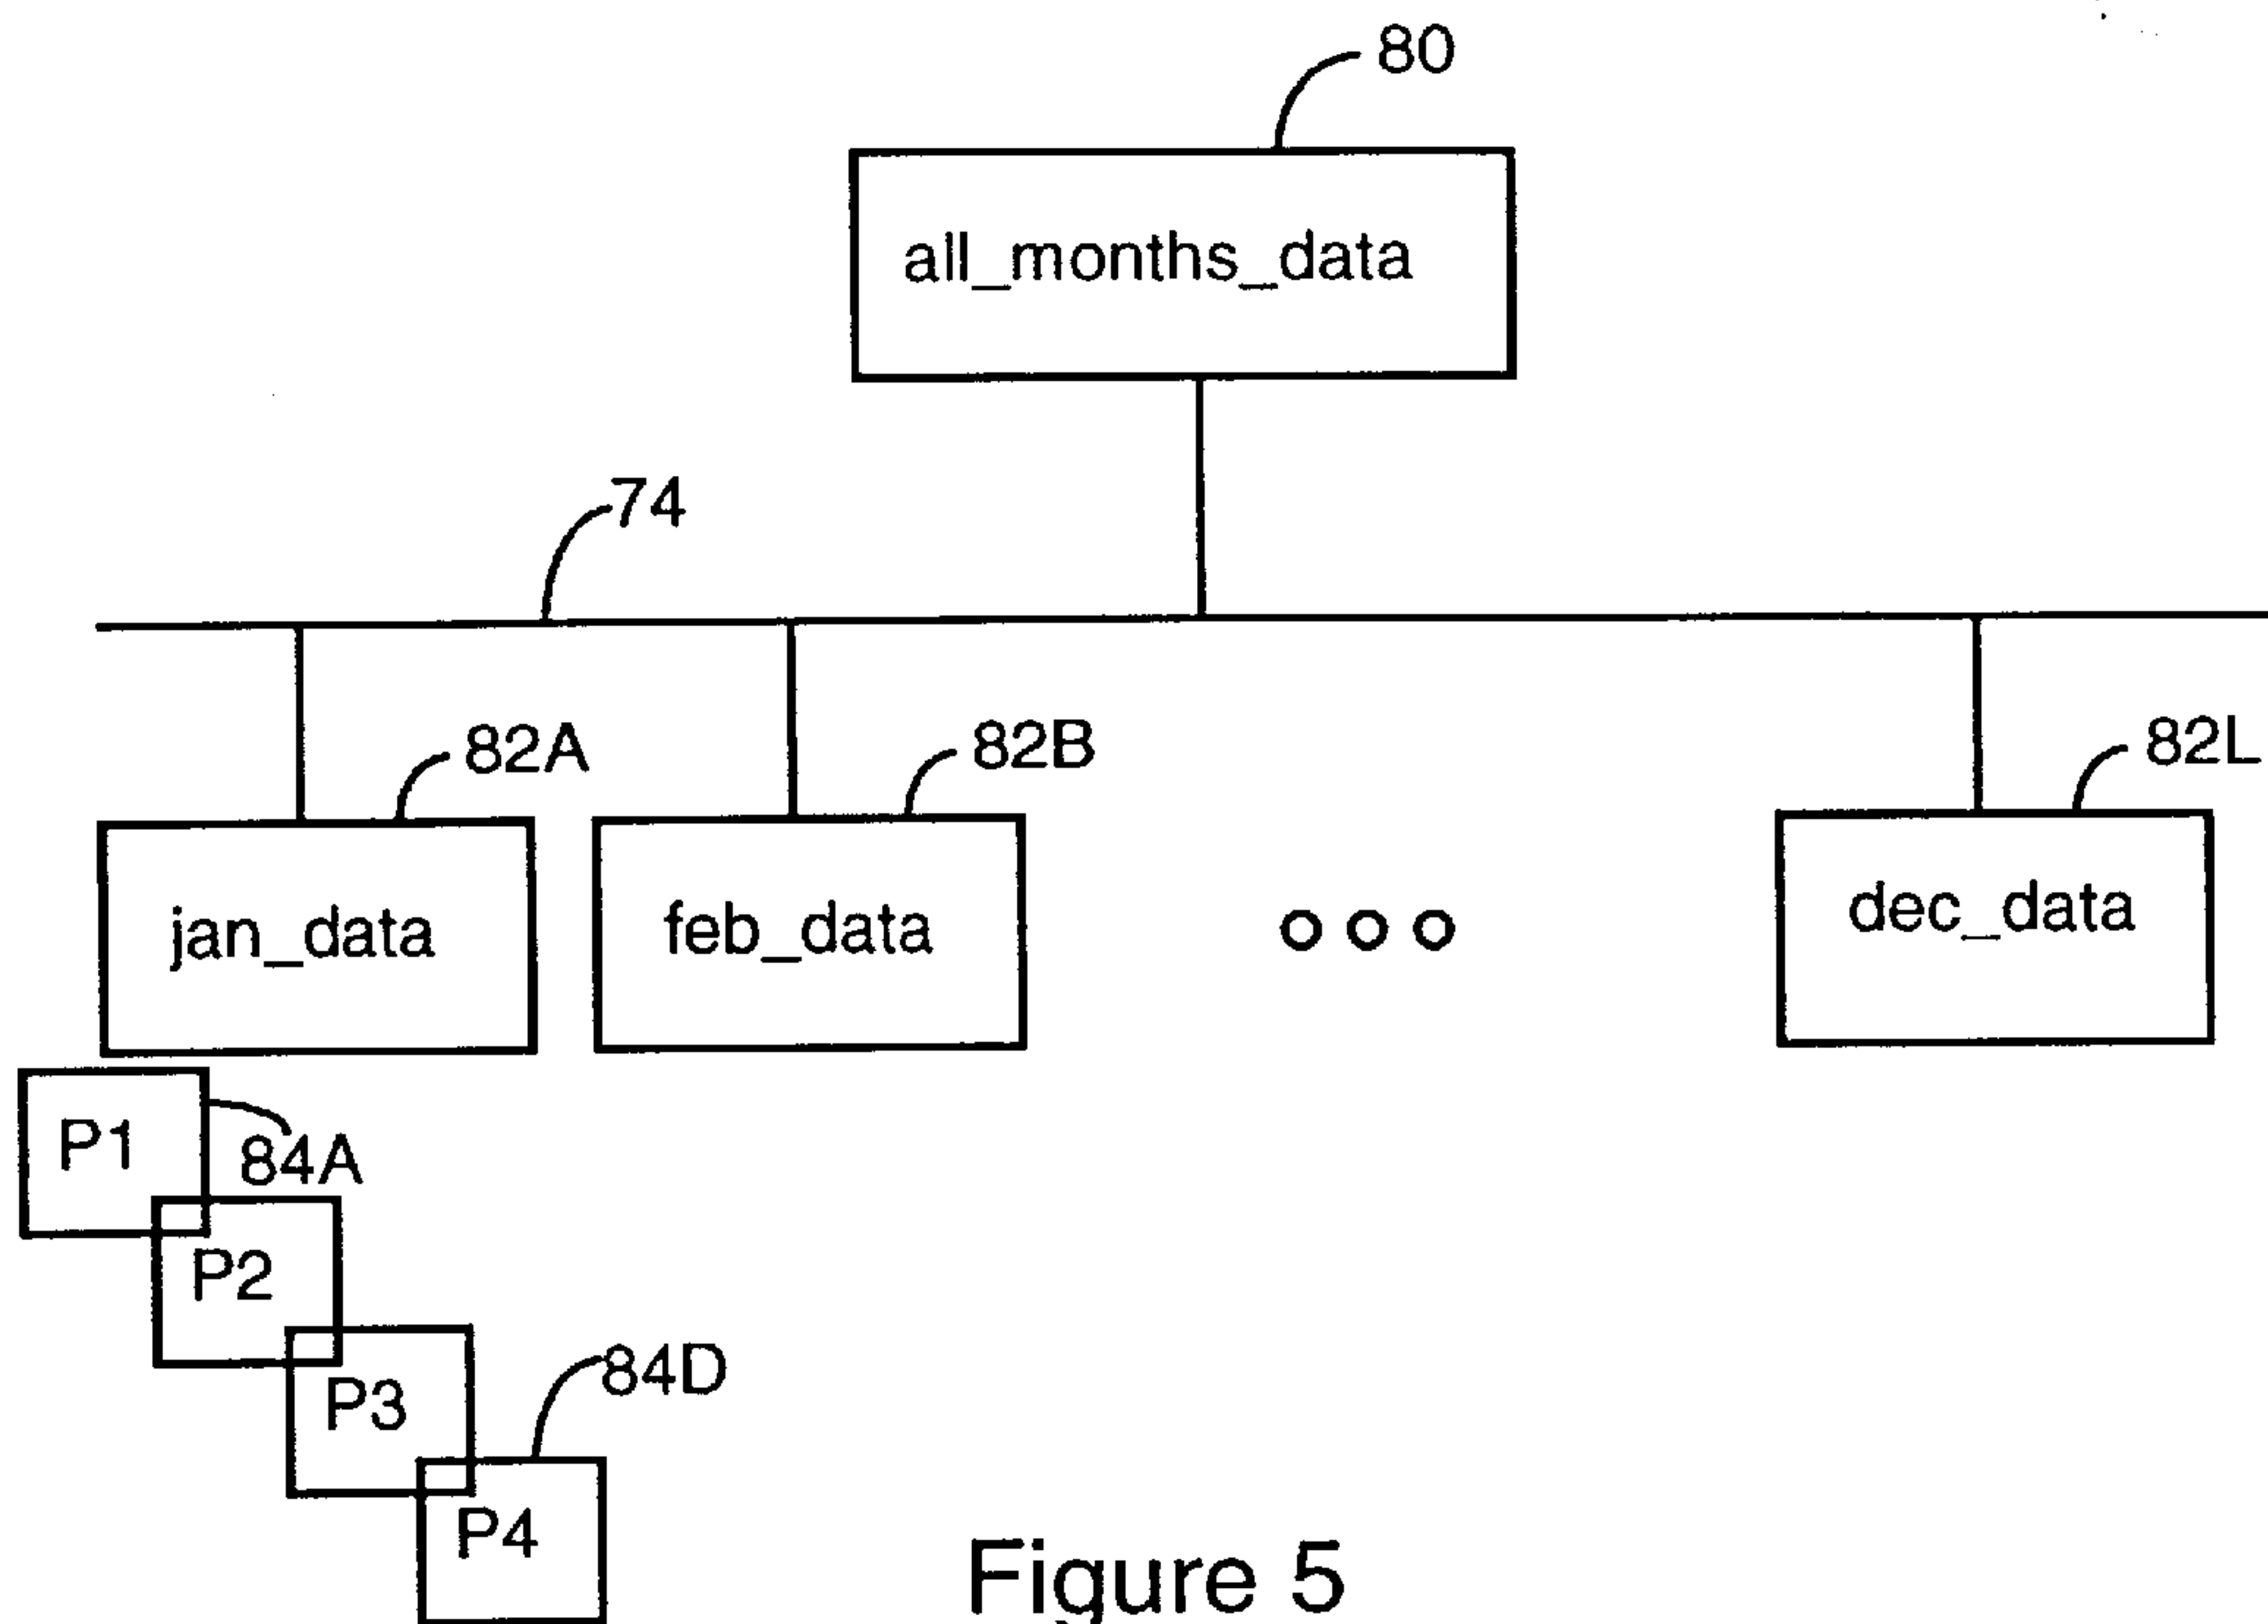 80
all_months_data
74
82A
82B
82L
jan_data
feb_data
dec_data
P1
84A
P2
P3
84D
P4
Figure 5